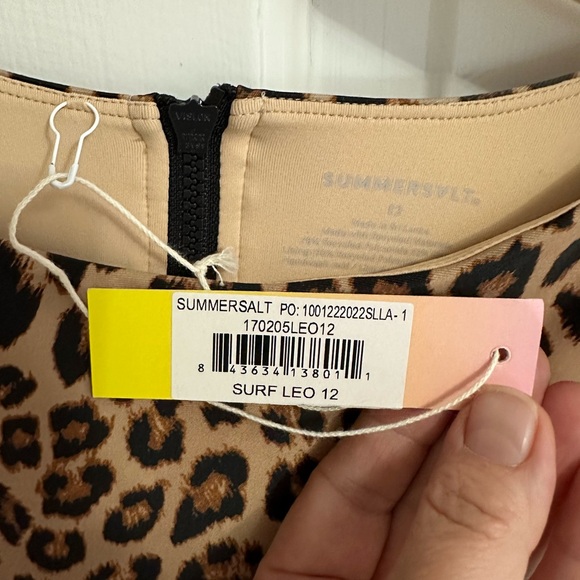 SUMMERSALT.
12
Made in Sri Lanka
SUMMERSALT PO: 1001222022SLLA-1
170205LEO12
8 43634 13801 1
SURF LEO 12